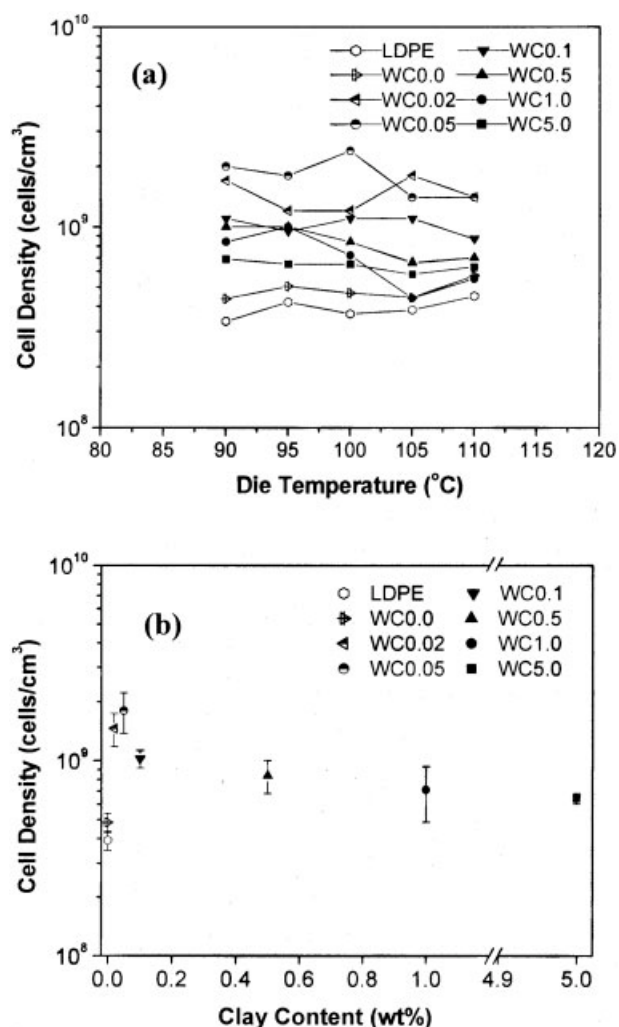 10^10
(a)
LDPE WC0.1
WC0.0 WC0.5
WC0.02 WC1.0
WC0.05 WC5.0
Cell Density (cells/cm^3)
10^9
10^8
80 85 90 95 100 105 110 115 120
Die Temperature (°C)
10^10
(b)
LDPE WC0.1
WC0.0 WC0.5
WC0.02 WC1.0
WC0.05 WC5.0
Cell Density (cells/cm^3)
10^9
10^8
0.0 0.2 0.4 0.6 0.8 1.0 4.9 5.0
Clay Content (wt%)